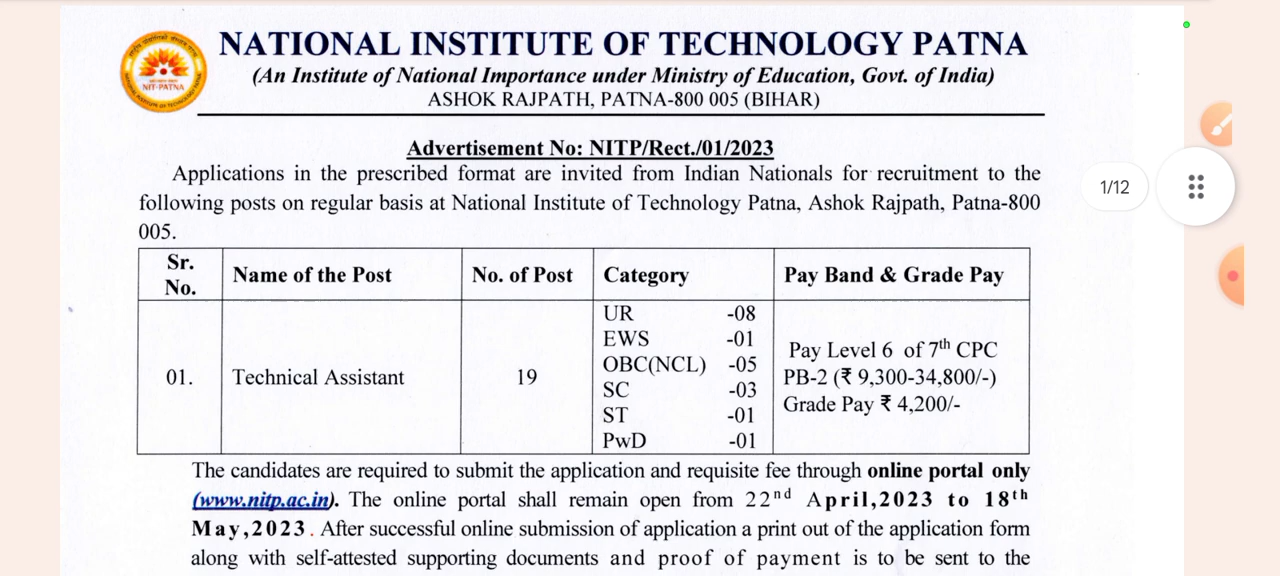 NATIONAL INSTITUTE OF TECHNOLOGY PATNA
(An Institute of National Importance under Ministry of Education, Govt. of India)
ASHOK RAJPATH, PATNA-800 005 (BIHAR)
NIT-PATNA
Advertisement No: NITP/Rect./01/2023
Applications in the prescribed format are invited from Indian Nationals for recruitment to the
following posts on regular basis at National Institute of Technology Patna, Ashok Rajpath, Patna-800
005.
1/12
Sr. No. Name of the Post No. of Post Category Pay Band & Grade Pay
01. Technical Assistant 19
UR -08
EWS -01
OBC(NCL) -05
SC -03
ST -01
PwD -01
Pay Level 6 of 7th CPC
PB-2 (₹ 9,300-34,800/-)
Grade Pay ₹ 4,200/-
The candidates are required to submit the application and requisite fee through online portal only
(www.nitp.ac.in). The online portal shall remain open from 22nd April,2023 to 18th
May,2023. After successful online submission of application a print out of the application form
along with self-attested supporting documents and proof of payment is to be sent to the